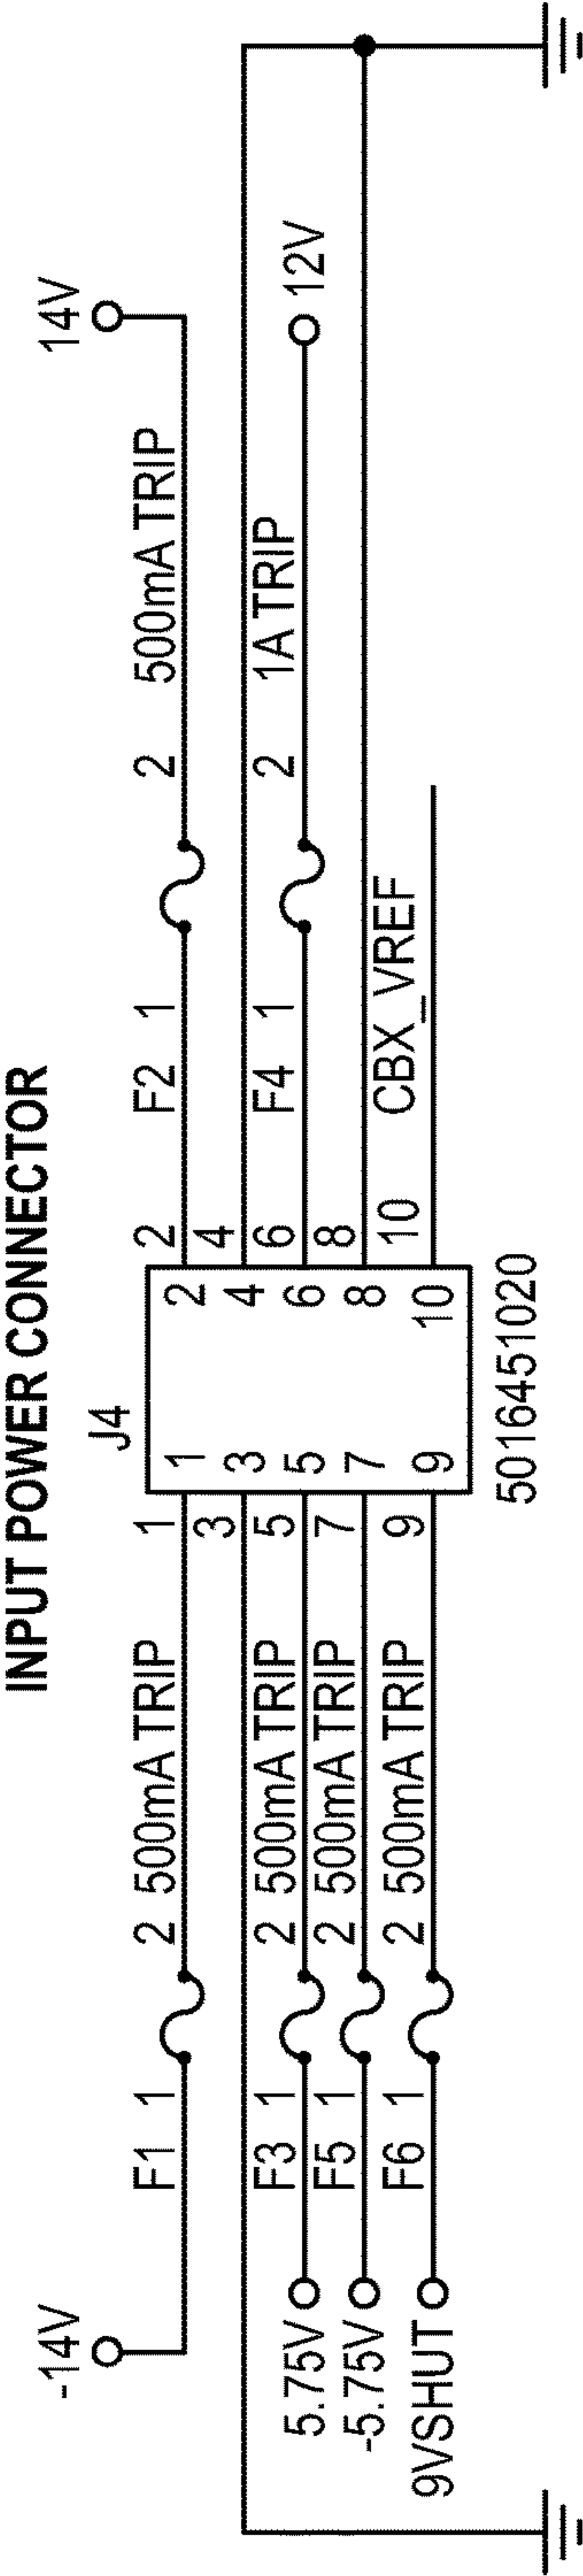 INPUT POWER CONNECTOR
-14V
14V
J4
F1 1
2 500mA TRIP
1
1
2
2
F2 1
2
500mA TRIP
3
3
4
4
5.75V
F3 1
2 500mA TRIP
5
5
6
6
F4 1
2
1A TRIP
12V
-5.75V
F5 1
2 500mA TRIP
7
7
8
8
9VSHUT
F6 1
2 500mA TRIP
9
9
10
10
CBX_VREF
5016451020